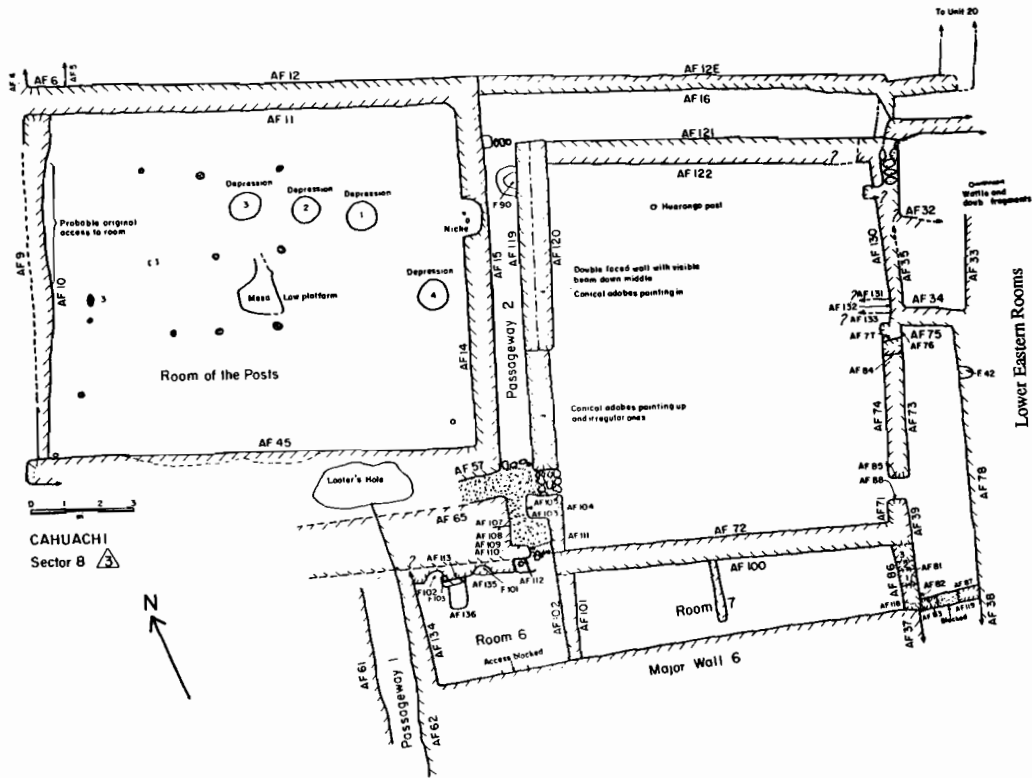 To Unit 20
AF 4
AF 6
AF 5
AF 12
AF 12E
AF 16
AF 11
AF 121
AF 122
Depression
3
Depression
2
Depression
1
F 90
Huarango post
Wattle and
daub fragments
AF 32
Probable original
access to room
Niche
AF 9
AF 10
AF 15
AF 119
AF 120
AF 130
AF 35
AF 33
3
Mesa
Low platform
Depression
4
Double faced wall with visible
beam down middle
Conical adobes pointing in
?
AF 131
AF 132
AF 133
?
AF 34
AF 77
AF 75
AF 76
AF 84
F 42
Room of the Posts
AF 14
Passageway 2
Conical adobes pointing up
and irregular ones
AF 74
AF 73
AF 78
Lower Eastern Rooms
AF 45
AF 57
Looter's Hole
AF 85
AF 88
AF 71
AF 39
0 1 2 3
m
CAHUACHI
Sector 8 3
AF 65
AF 105
AF 103
AF 104
AF 107
AF 108
AF 109
AF 110
AF 111
AF 72
AF 100
?
AF 113
F 102
F 103
AF 135
F 101
AF 112
AF 136
AF 102
AF 101
Room 7
AF 86
AF 81
AF 82
AF 87
AF 118
AF 83
AF 119
Blocked
AF 37
AF 38
N
AF 61
Passageway 1
AF 134
AF 62
Room 6
Access blocked
Major Wall 6